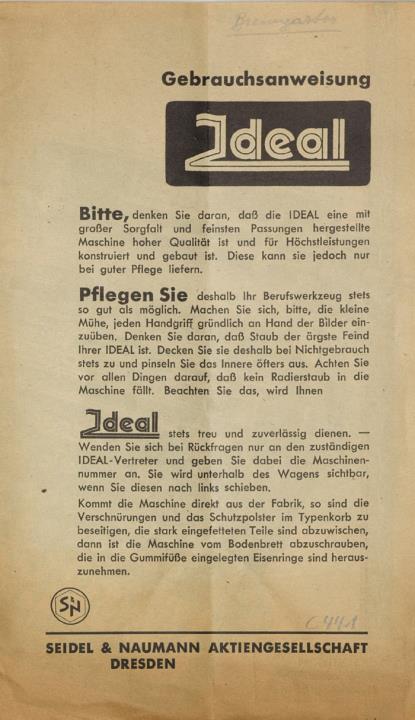 Baumgarten
Gebrauchsanweisung
Ideal
Bitte, denken Sie daran, daß die IDEAL eine mit
großer Sorgfalt und feinsten Passungen hergestellte
Maschine hoher Qualität ist und für Höchstleistungen
konstruiert und gebaut ist. Diese kann sie jedoch nur
bei guter Pflege liefern.
Pflegen Sie deshalb Ihr Berufswerkzeug stets
so gut als möglich. Machen Sie sich, bitte, die kleine
Mühe, jeden Handgriff gründlich an Hand der Bilder ein-
zuüben. Denken Sie daran, daß Staub der ärgste Feind
Ihrer IDEAL ist. Decken Sie sie deshalb bei Nichtgebrauch
stets zu und pinseln Sie das Innere öfters aus. Achten Sie
vor allen Dingen darauf, daß kein Radierstaub in die
Maschine fällt. Beachten Sie das, wird Ihnen
Ideal stets treu und zuverlässig dienen. —
Wenden Sie sich bei Rückfragen nur an den zuständigen
IDEAL-Vertreter und geben Sie dabei die Maschinen-
nummer an. Sie wird unterhalb des Wagens sichtbar,
wenn Sie diesen nach links schieben.
Kommt die Maschine direkt aus der Fabrik, so sind die
Verschnürungen und das Schutzpolster im Typenkorb zu
beseitigen, die stark eingefetteten Teile sind abzuwischen,
dann ist die Maschine vom Bodenbrett abzuschrauben,
die in die Gummifüße eingelegten Eisenringe sind heraus-
zunehmen.
SN
C441
SEIDEL & NAUMANN AKTIENGESELLSCHAFT
DRESDEN